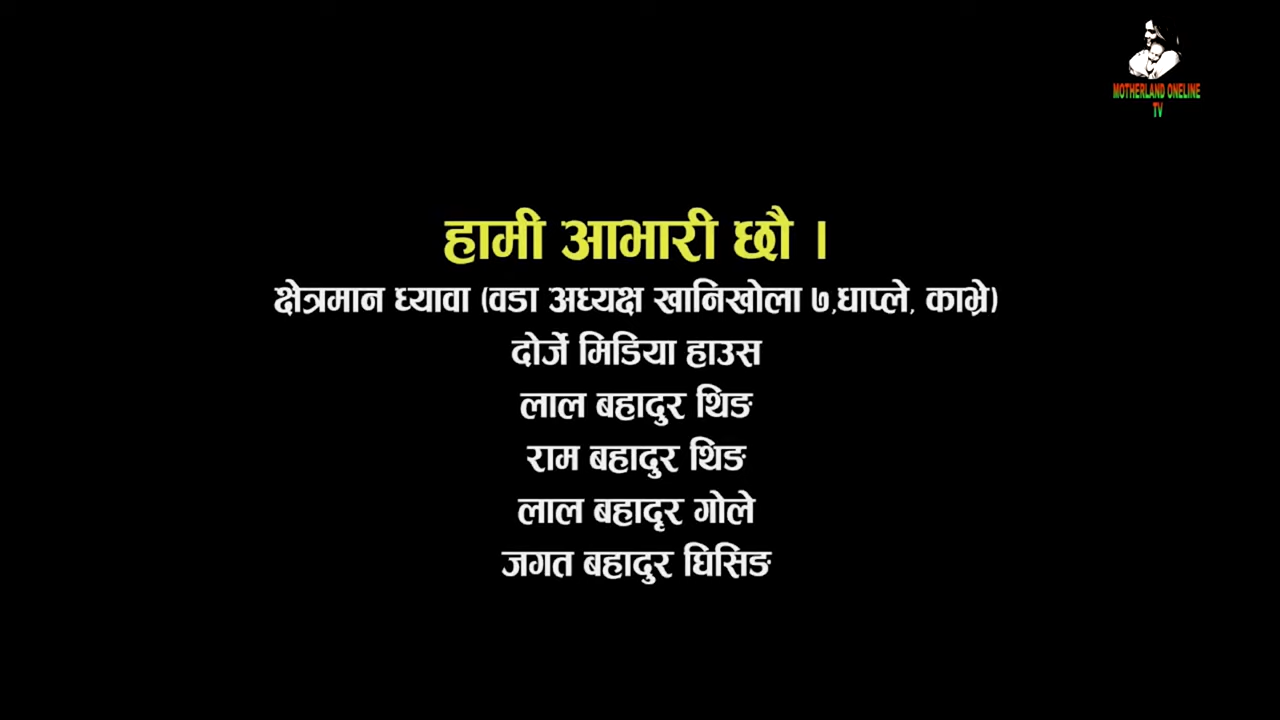 MOTHERLAND ONELINE
TV
हामी आभारी छौ ।
क्षेत्रमान ध्यावा (वडा अध्यक्ष खानिखोला ७,धाप्ले, काभ्रे)
दोर्जे मिडिया हाउस
लाल बहादुर थिङ
राम बहादुर थिङ
लाल बहादृर गोले
जगत बहादुर घिसिङ